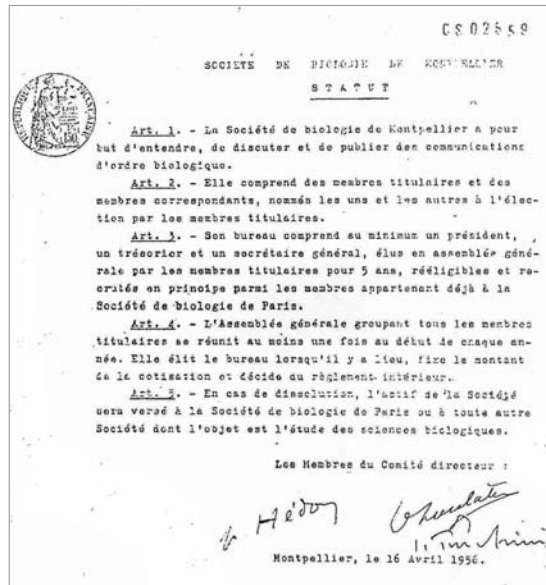 CS02559
SOCIETE DE BIOLOGIE DE MONTPELLIER
STATUT
REPUBLIQUE FRANCAISE
Art. 1. - La Société de biologie de Montpellier a pour
but d'entendre, de discuter et de publier des communications
d'ordre biologique.
Art. 2. - Elle comprend des membres titulaires et des
membres correspondants, nommés les uns et les autres à l'élec-
tion par les membres titulaires.
Art. 3. - Son bureau comprend au minimum un président,
un trésorier et un secrétaire général, élus en assemblée géné-
rale par les membres titulaires pour 5 ans, rééligibles et re-
crutés en principe parmi les membres appartenant déjà à la
Société de biologie de Paris.
Art. 4. - L'Assemblée générale groupant tous les membres
titulaires se réunit au moins une fois au début de chaque an-
née. Elle élit le bureau lorsqu'il y a lieu, fixe le montant
de la cotisation et décide du règlement intérieur.
Art. 5. - En cas de dissolution, l'actif de la Société
sera versé à la Société de biologie de Paris ou à toute autre
Société dont l'objet est l'étude des sciences biologiques.
Les Membres du Comité directeur :
Hédon
Montpellier, le 16 Avril 1956.